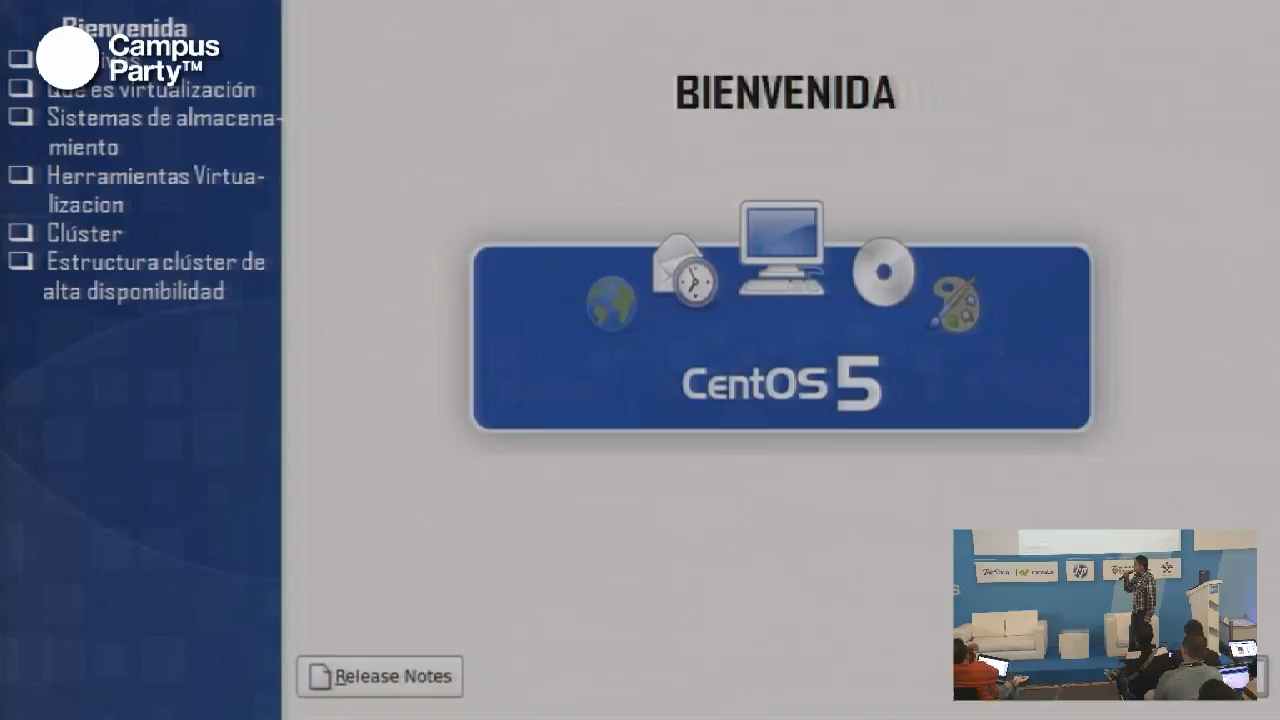 Bienvenida
Campus
Party™
Qué es virtualización
Sistemas de almacena-
miento
Herramientas Virtua-
lizacion
Clúster
Estructura clúster de
alta disponibilidad
BIENVENIDA
CentOS 5
Release Notes
hp